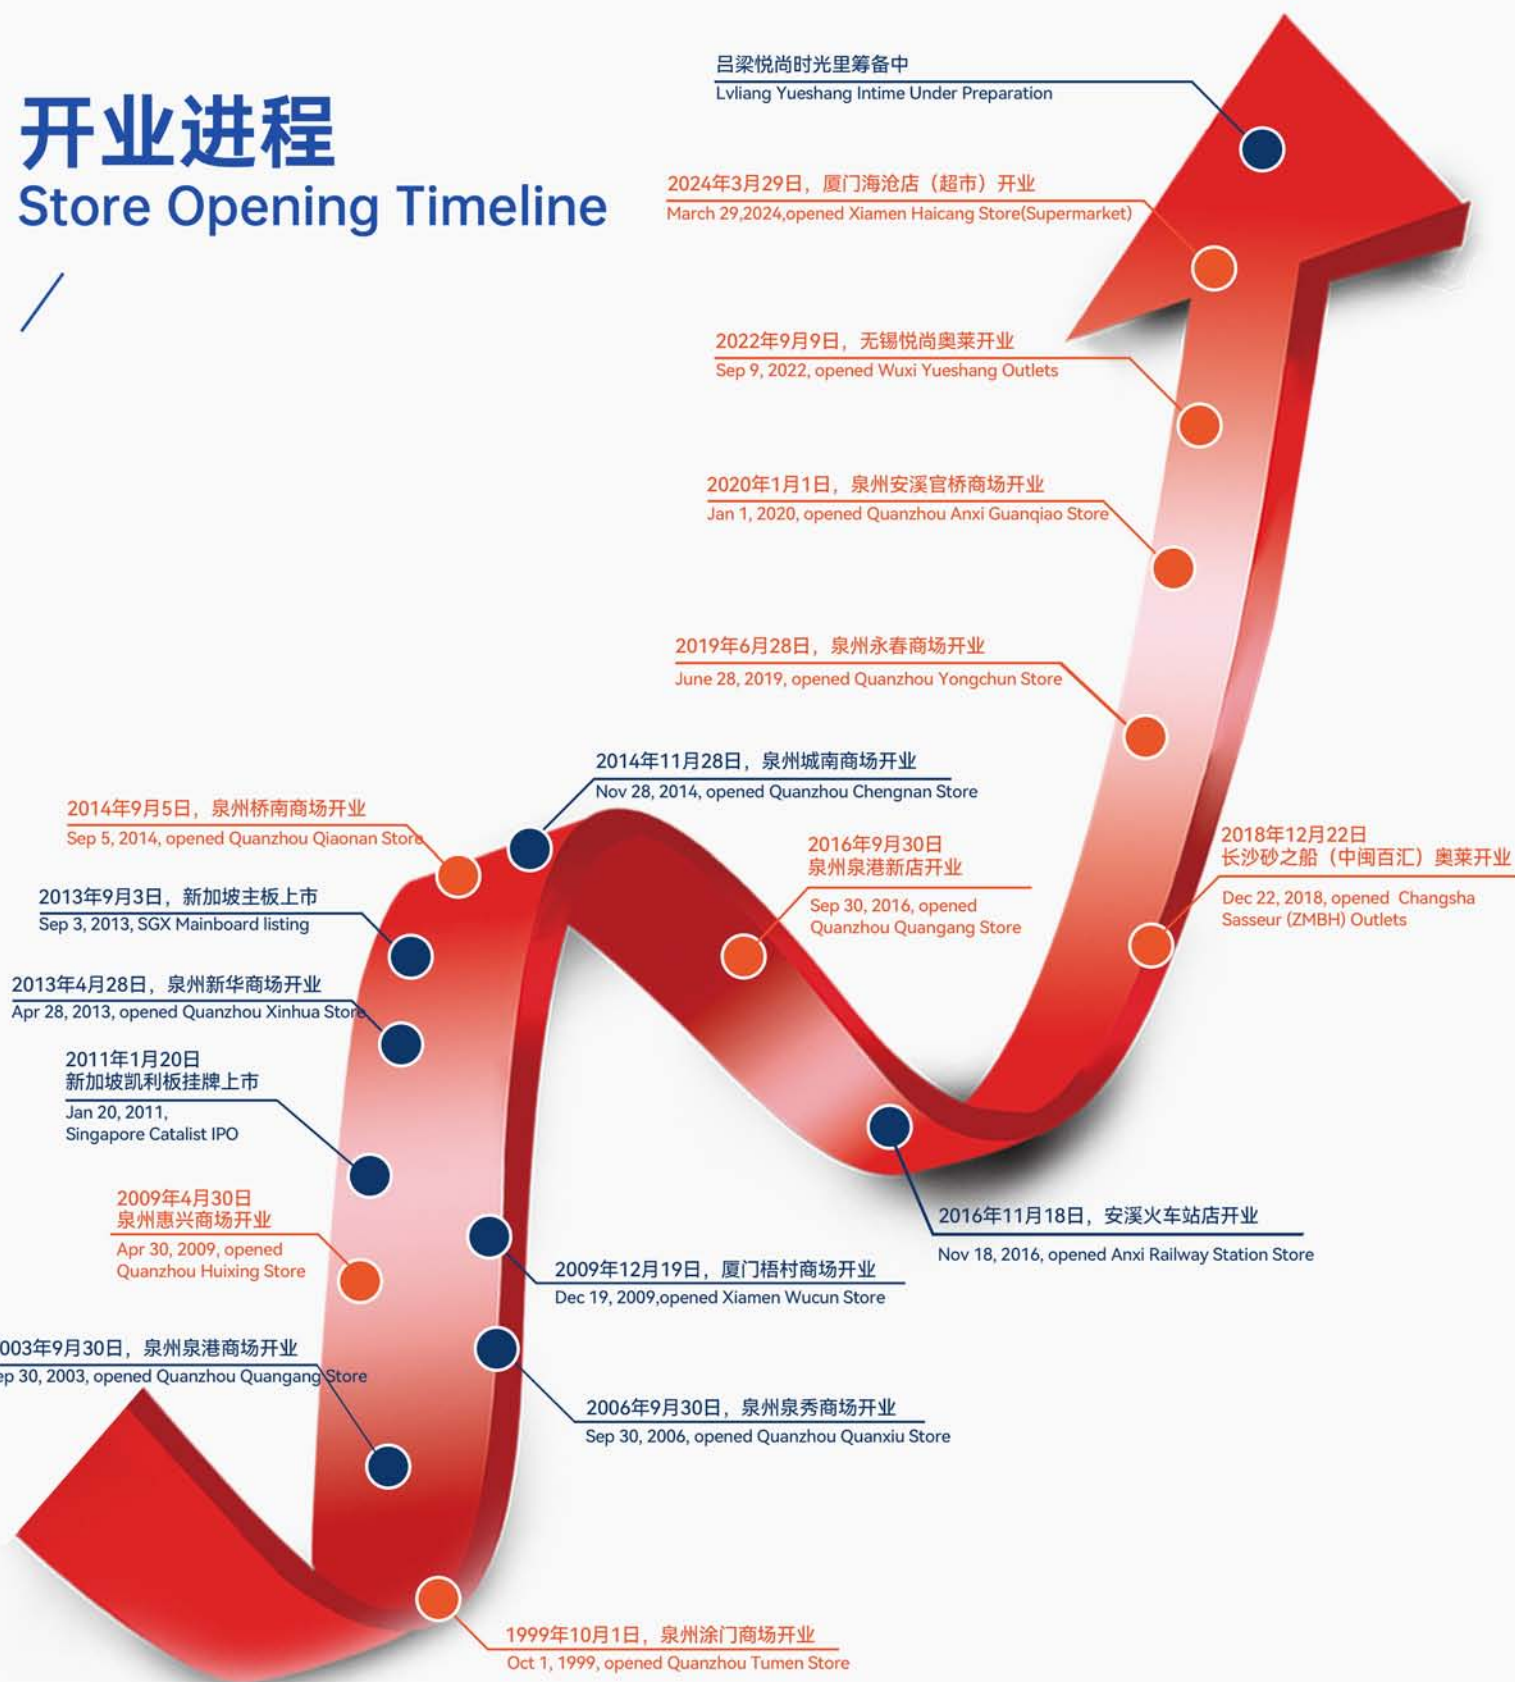 开业进程
Store Opening Timeline
吕梁悦尚时光里筹备中
Lvliang Yueshang Intime Under Preparation
2024年3月29日，厦门海沧店（超市）开业
March 29,2024,opened Xiamen Haicang Store(Supermarket)
2022年9月9日，无锡悦尚奥莱开业
Sep 9, 2022, opened Wuxi Yueshang Outlets
2020年1月1日，泉州安溪官桥商场开业
Jan 1, 2020, opened Quanzhou Anxi Guanqiao Store
2019年6月28日，泉州永春商场开业
June 28, 2019, opened Quanzhou Yongchun Store
2014年11月28日，泉州城南商场开业
Nov 28, 2014, opened Quanzhou Chengnan Store
2014年9月5日，泉州桥南商场开业
Sep 5, 2014, opened Quanzhou Qiaonan Store
2018年12月22日
长沙砂之船（中闽百汇）奥莱开业
Dec 22, 2018, opened Changsha
Sasseur (ZMBH) Outlets
2016年9月30日
泉州泉港新店开业
Sep 30, 2016, opened
Quanzhou Quangang Store
2013年9月3日，新加坡主板上市
Sep 3, 2013, SGX Mainboard listing
2013年4月28日，泉州新华商场开业
Apr 28, 2013, opened Quanzhou Xinhua Store
2011年1月20日
新加坡凯利板挂牌上市
Jan 20, 2011,
Singapore Catalist IPO
2009年4月30日
泉州惠兴商场开业
Apr 30, 2009, opened
Quanzhou Huixing Store
2016年11月18日，安溪火车站店开业
Nov 18, 2016, opened Anxi Railway Station Store
2009年12月19日，厦门梧村商场开业
Dec 19, 2009,opened Xiamen Wucun Store
003年9月30日，泉州泉港商场开业
ep 30, 2003, opened Quanzhou Quangang Store
2006年9月30日，泉州泉秀商场开业
Sep 30, 2006, opened Quanzhou Quanxiu Store
1999年10月1日，泉州涂门商场开业
Oct 1, 1999, opened Quanzhou Tumen Store